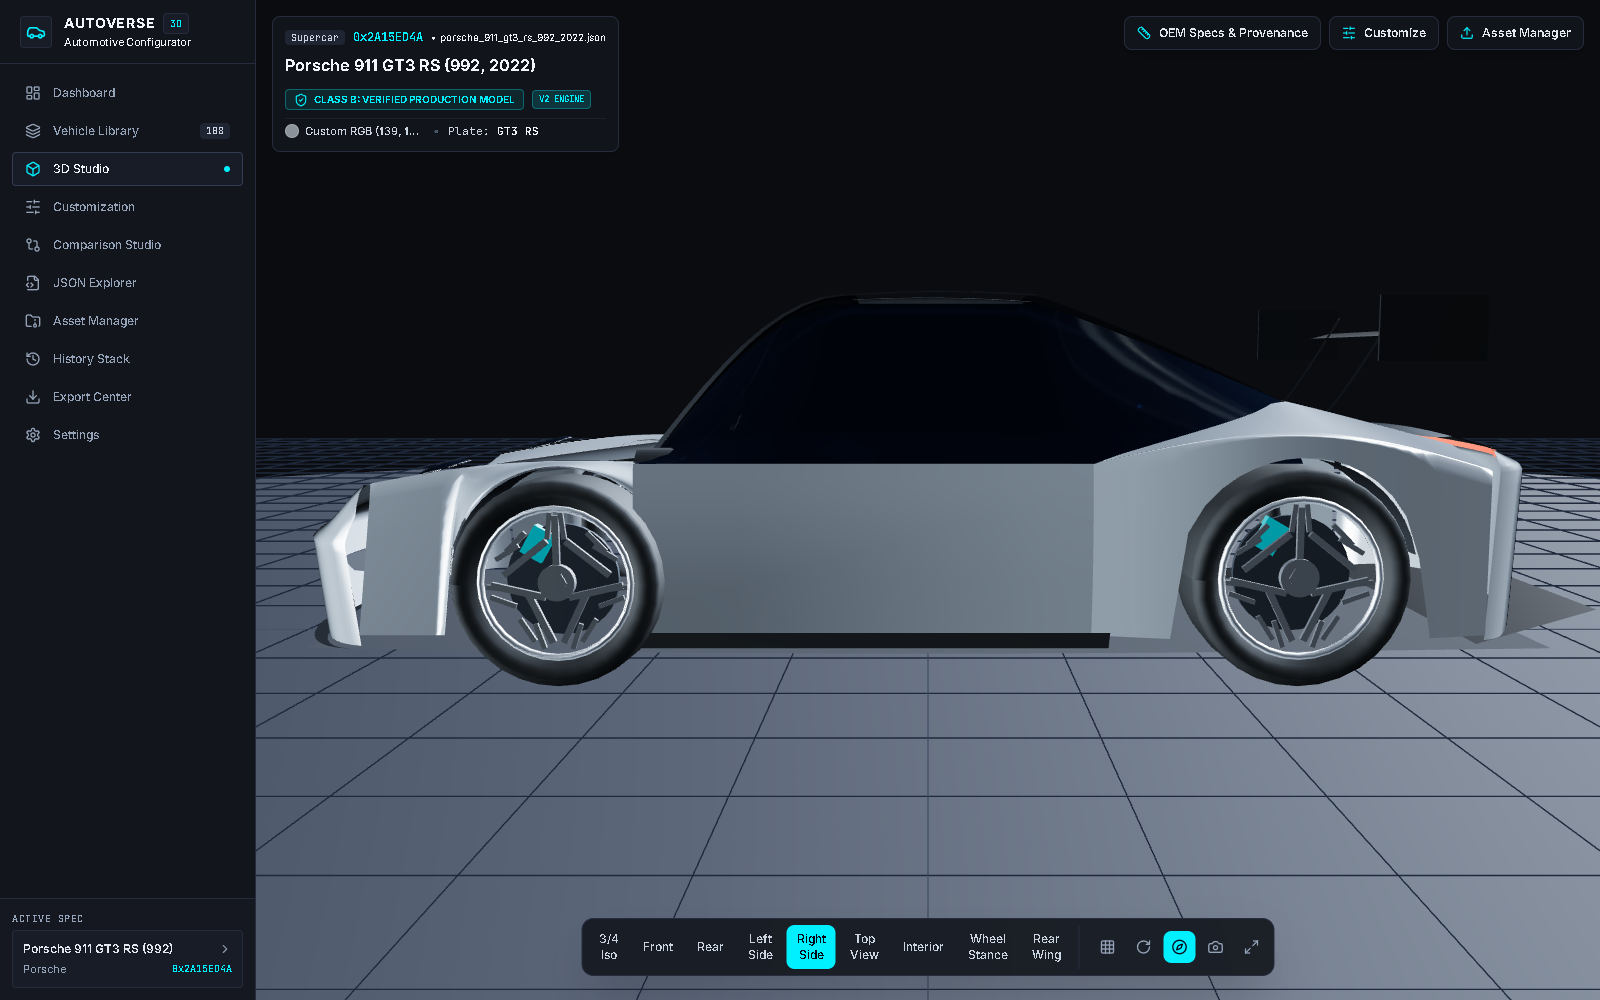 AUTOVERSE 3D
Automotive Configurator
Dashboard
Vehicle Library 188
3D Studio
Customization
Comparison Studio
JSON Explorer
Asset Manager
History Stack
Export Center
Settings
ACTIVE SPEC
Porsche 911 GT3 RS (992)
Porsche 0x2A15ED4A
Supercar 0x2A15ED4A • porsche_911_gt3_rs_992_2022.json
Porsche 911 GT3 RS (992, 2022)
CLASS B: VERIFIED PRODUCTION MODEL V2 ENGINE
Custom RGB (139, 1... • Plate: GT3 RS
OEM Specs & Provenance
Customize
Asset Manager
3/4 Iso
Front
Rear
Left Side
Right Side
Top View
Interior
Wheel Stance
Rear Wing